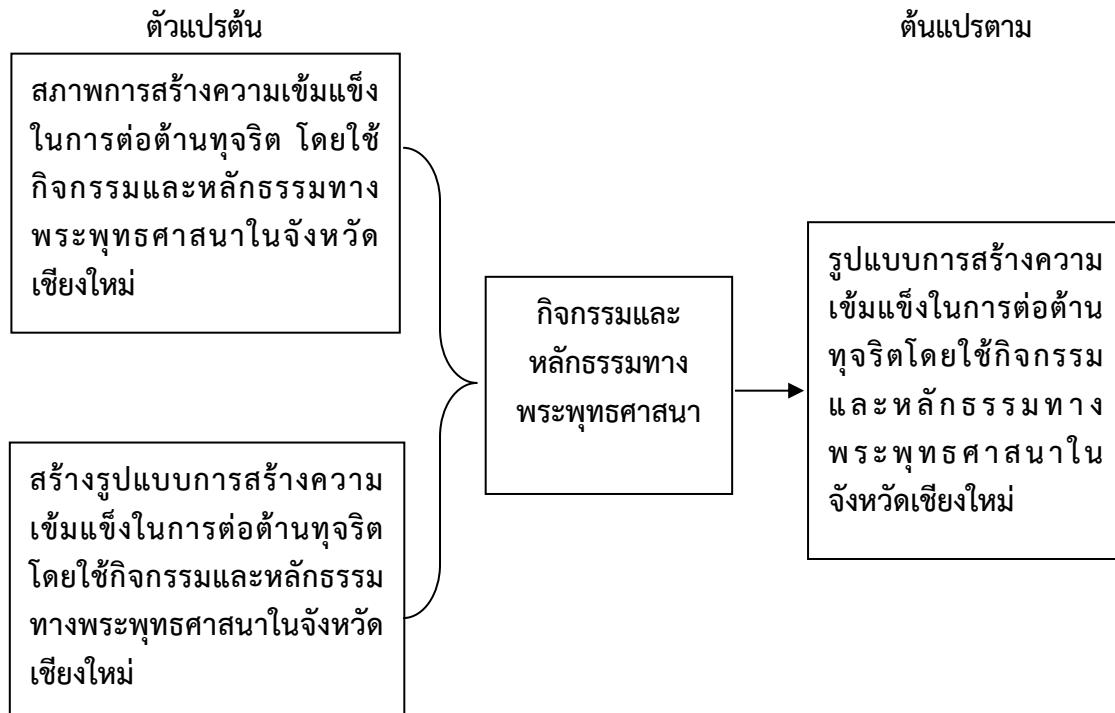 ตัวแปรต้น
ต้นแปรตาม
สภาพการสร้างความเข้มแข็ง
ในการต่อต้านทุจริต โดยใช้
กิจกรรมและหลักธรรมทาง
พระพุทธศาสนาในจังหวัด
เชียงใหม่
สร้างรูปแบบการสร้างความ
เข้มแข็งในการต่อต้านทุจริต
โดยใช้กิจกรรมและหลักธรรม
ทางพระพุทธศาสนาในจังหวัด
เชียงใหม่
กิจกรรมและ
หลักธรรมทาง
พระพุทธศาสนา
รูปแบบการสร้างความ
เข้มแข็งในการต่อต้าน
ทุจริตโดยใช้กิจกรรม
และหลักธรรมทาง
พระพุทธศาสนาใน
จังหวัดเชียงใหม่